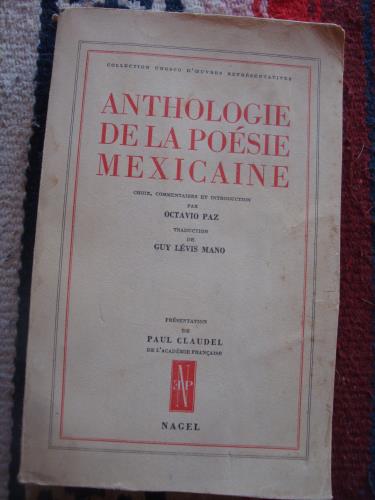 COLLECTION UNESCO D'ŒUVRES REPRÉSENTATIVES
ANTHOLOGIE
DE LA POÉSIE
MEXICAINE
CHOIX, COMMENTAIRES ET INTRODUCTION
PAR
OCTAVIO PAZ
TRADUCTION
DE
GUY LÉVIS MANO
PRÉSENTATION
DE
PAUL CLAUDEL
DE L'ACADÉMIE FRANÇAISE
NAGEL